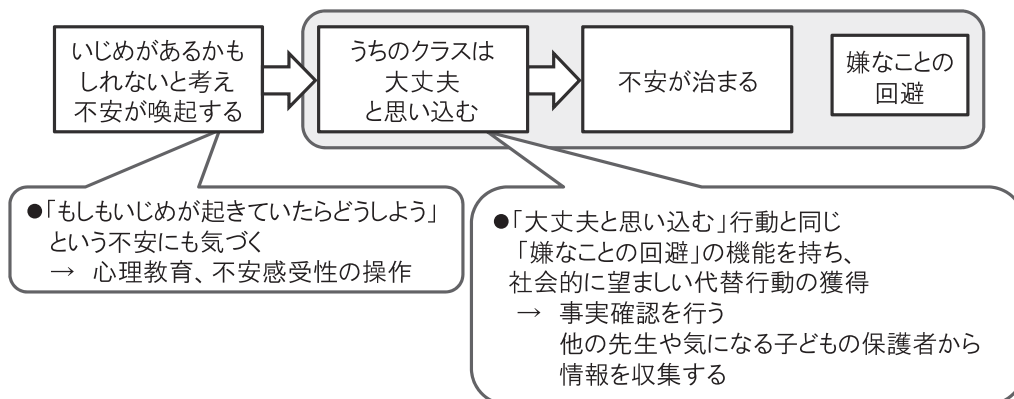 いじめがあるかも
しれないと考え
不安が喚起する
うちのクラスは
大丈夫
と思い込む
不安が治まる
嫌なことの
回避
●「もしもいじめが起きていたらどうしよう」
という不安にも気づく
→ 心理教育、不安感受性の操作
●「大丈夫と思い込む」行動と同じ
「嫌なことの回避」の機能を持ち、
社会的に望ましい代替行動の獲得
→ 事実確認を行う
他の先生や気になる子どもの保護者から
情報を収集する